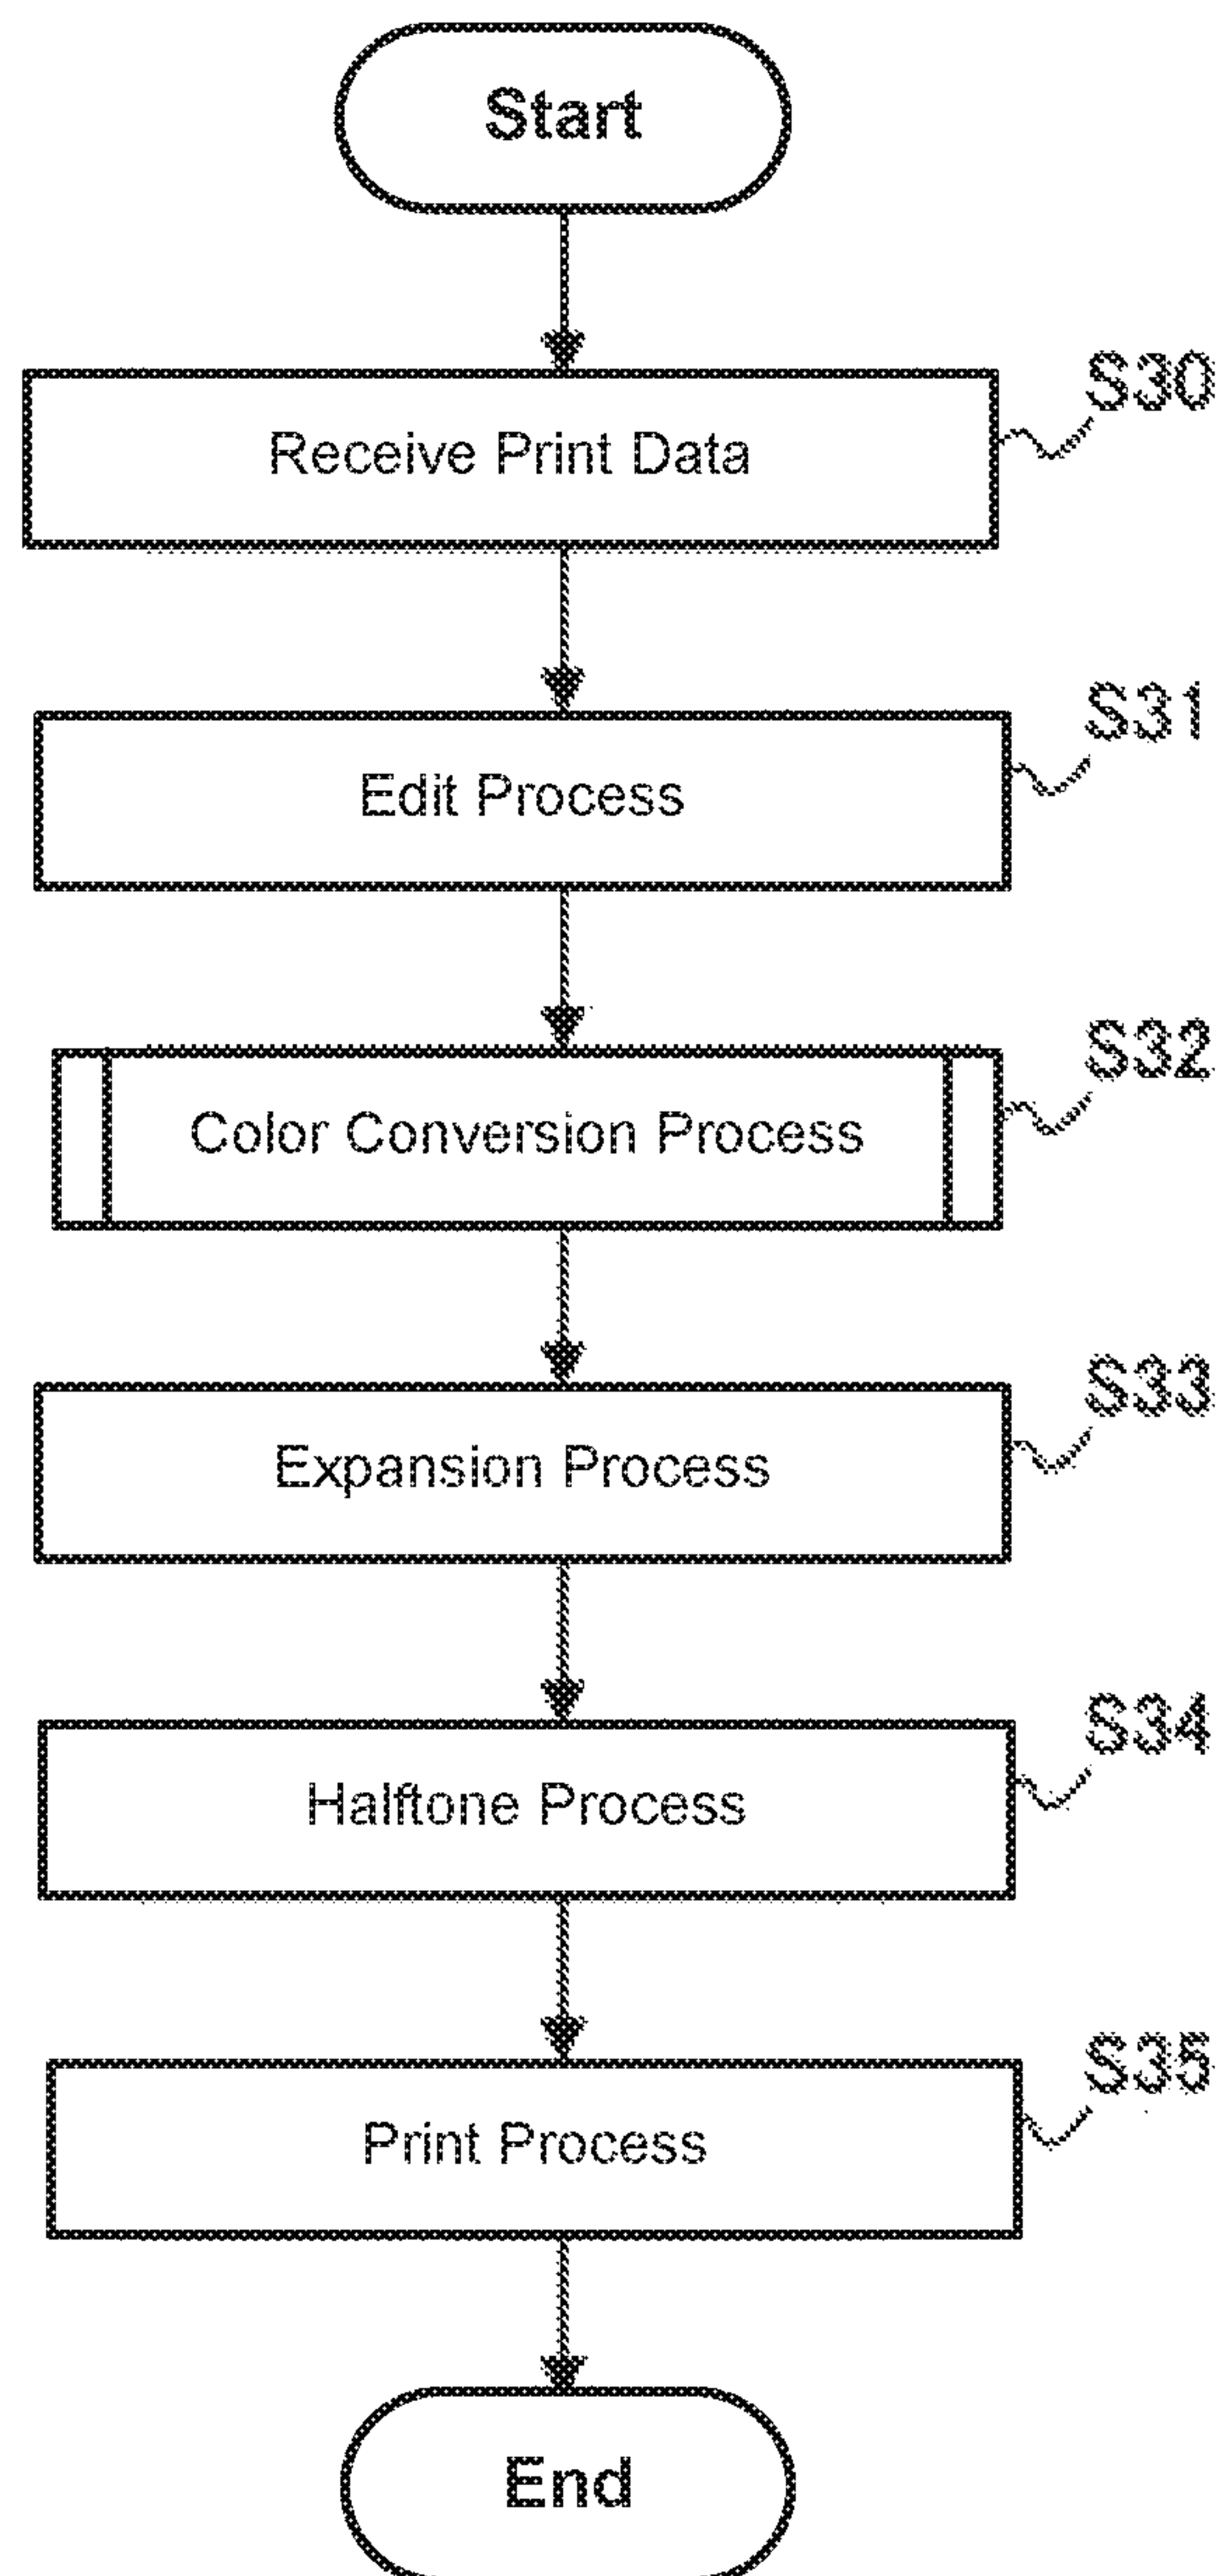 Start
Receive Print Data
S30
Edit Process
S31
Color Conversion Process
S32
Expansion Process
S33
Halftone Process
S34
Print Process
S35
End